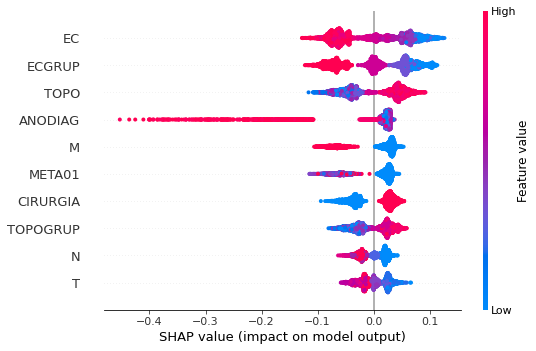 High
EC
ECGRUP
TOPO
ANODIAG
M
META01
CIRURGIA
TOPOGRUP
N
T
Feature value
Low
−0.4 −0.3 −0.2 −0.1 0.0 0.1
SHAP value (impact on model output)